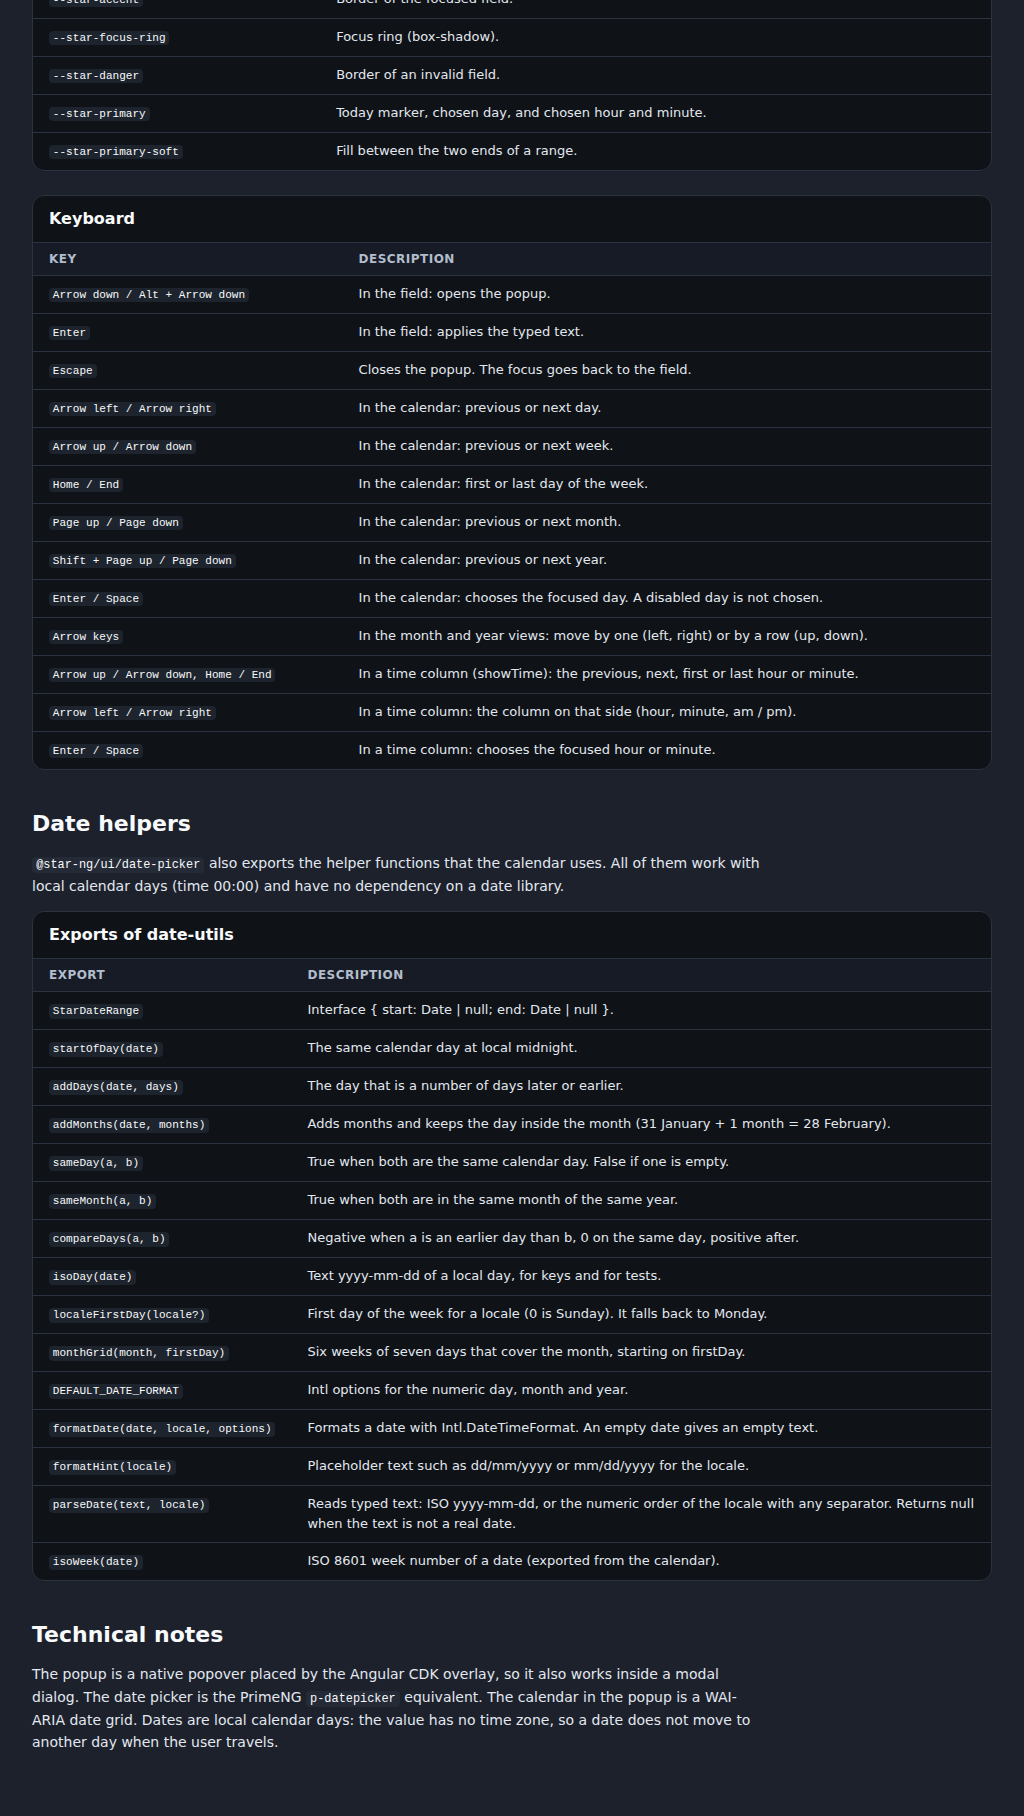 --star-accent Border of the focused field.
--star-focus-ring Focus ring (box-shadow).
--star-danger Border of an invalid field.
--star-primary Today marker, chosen day, and chosen hour and minute.
--star-primary-soft Fill between the two ends of a range.
Keyboard
KEY DESCRIPTION
Arrow down / Alt + Arrow down In the field: opens the popup.
Enter In the field: applies the typed text.
Escape Closes the popup. The focus goes back to the field.
Arrow left / Arrow right In the calendar: previous or next day.
Arrow up / Arrow down In the calendar: previous or next week.
Home / End In the calendar: first or last day of the week.
Page up / Page down In the calendar: previous or next month.
Shift + Page up / Page down In the calendar: previous or next year.
Enter / Space In the calendar: chooses the focused day. A disabled day is not chosen.
Arrow keys In the month and year views: move by one (left, right) or by a row (up, down).
Arrow up / Arrow down, Home / End In a time column (showTime): the previous, next, first or last hour or minute.
Arrow left / Arrow right In a time column: the column on that side (hour, minute, am / pm).
Enter / Space In a time column: chooses the focused hour or minute.
Date helpers
@star-ng/ui/date-picker also exports the helper functions that the calendar uses. All of them work with
local calendar days (time 00:00) and have no dependency on a date library.
Exports of date-utils
EXPORT DESCRIPTION
StarDateRange Interface { start: Date | null; end: Date | null }.
startOfDay(date) The same calendar day at local midnight.
addDays(date, days) The day that is a number of days later or earlier.
addMonths(date, months) Adds months and keeps the day inside the month (31 January + 1 month = 28 February).
sameDay(a, b) True when both are the same calendar day. False if one is empty.
sameMonth(a, b) True when both are in the same month of the same year.
compareDays(a, b) Negative when a is an earlier day than b, 0 on the same day, positive after.
isoDay(date) Text yyyy-mm-dd of a local day, for keys and for tests.
localeFirstDay(locale?) First day of the week for a locale (0 is Sunday). It falls back to Monday.
monthGrid(month, firstDay) Six weeks of seven days that cover the month, starting on firstDay.
DEFAULT_DATE_FORMAT Intl options for the numeric day, month and year.
formatDate(date, locale, options) Formats a date with Intl.DateTimeFormat. An empty date gives an empty text.
formatHint(locale) Placeholder text such as dd/mm/yyyy or mm/dd/yyyy for the locale.
parseDate(text, locale) Reads typed text: ISO yyyy-mm-dd, or the numeric order of the locale with any separator. Returns null
when the text is not a real date.
isoWeek(date) ISO 8601 week number of a date (exported from the calendar).
Technical notes
The popup is a native popover placed by the Angular CDK overlay, so it also works inside a modal
dialog. The date picker is the PrimeNG p-datepicker equivalent. The calendar in the popup is a WAI-
ARIA date grid. Dates are local calendar days: the value has no time zone, so a date does not move to
another day when the user travels.